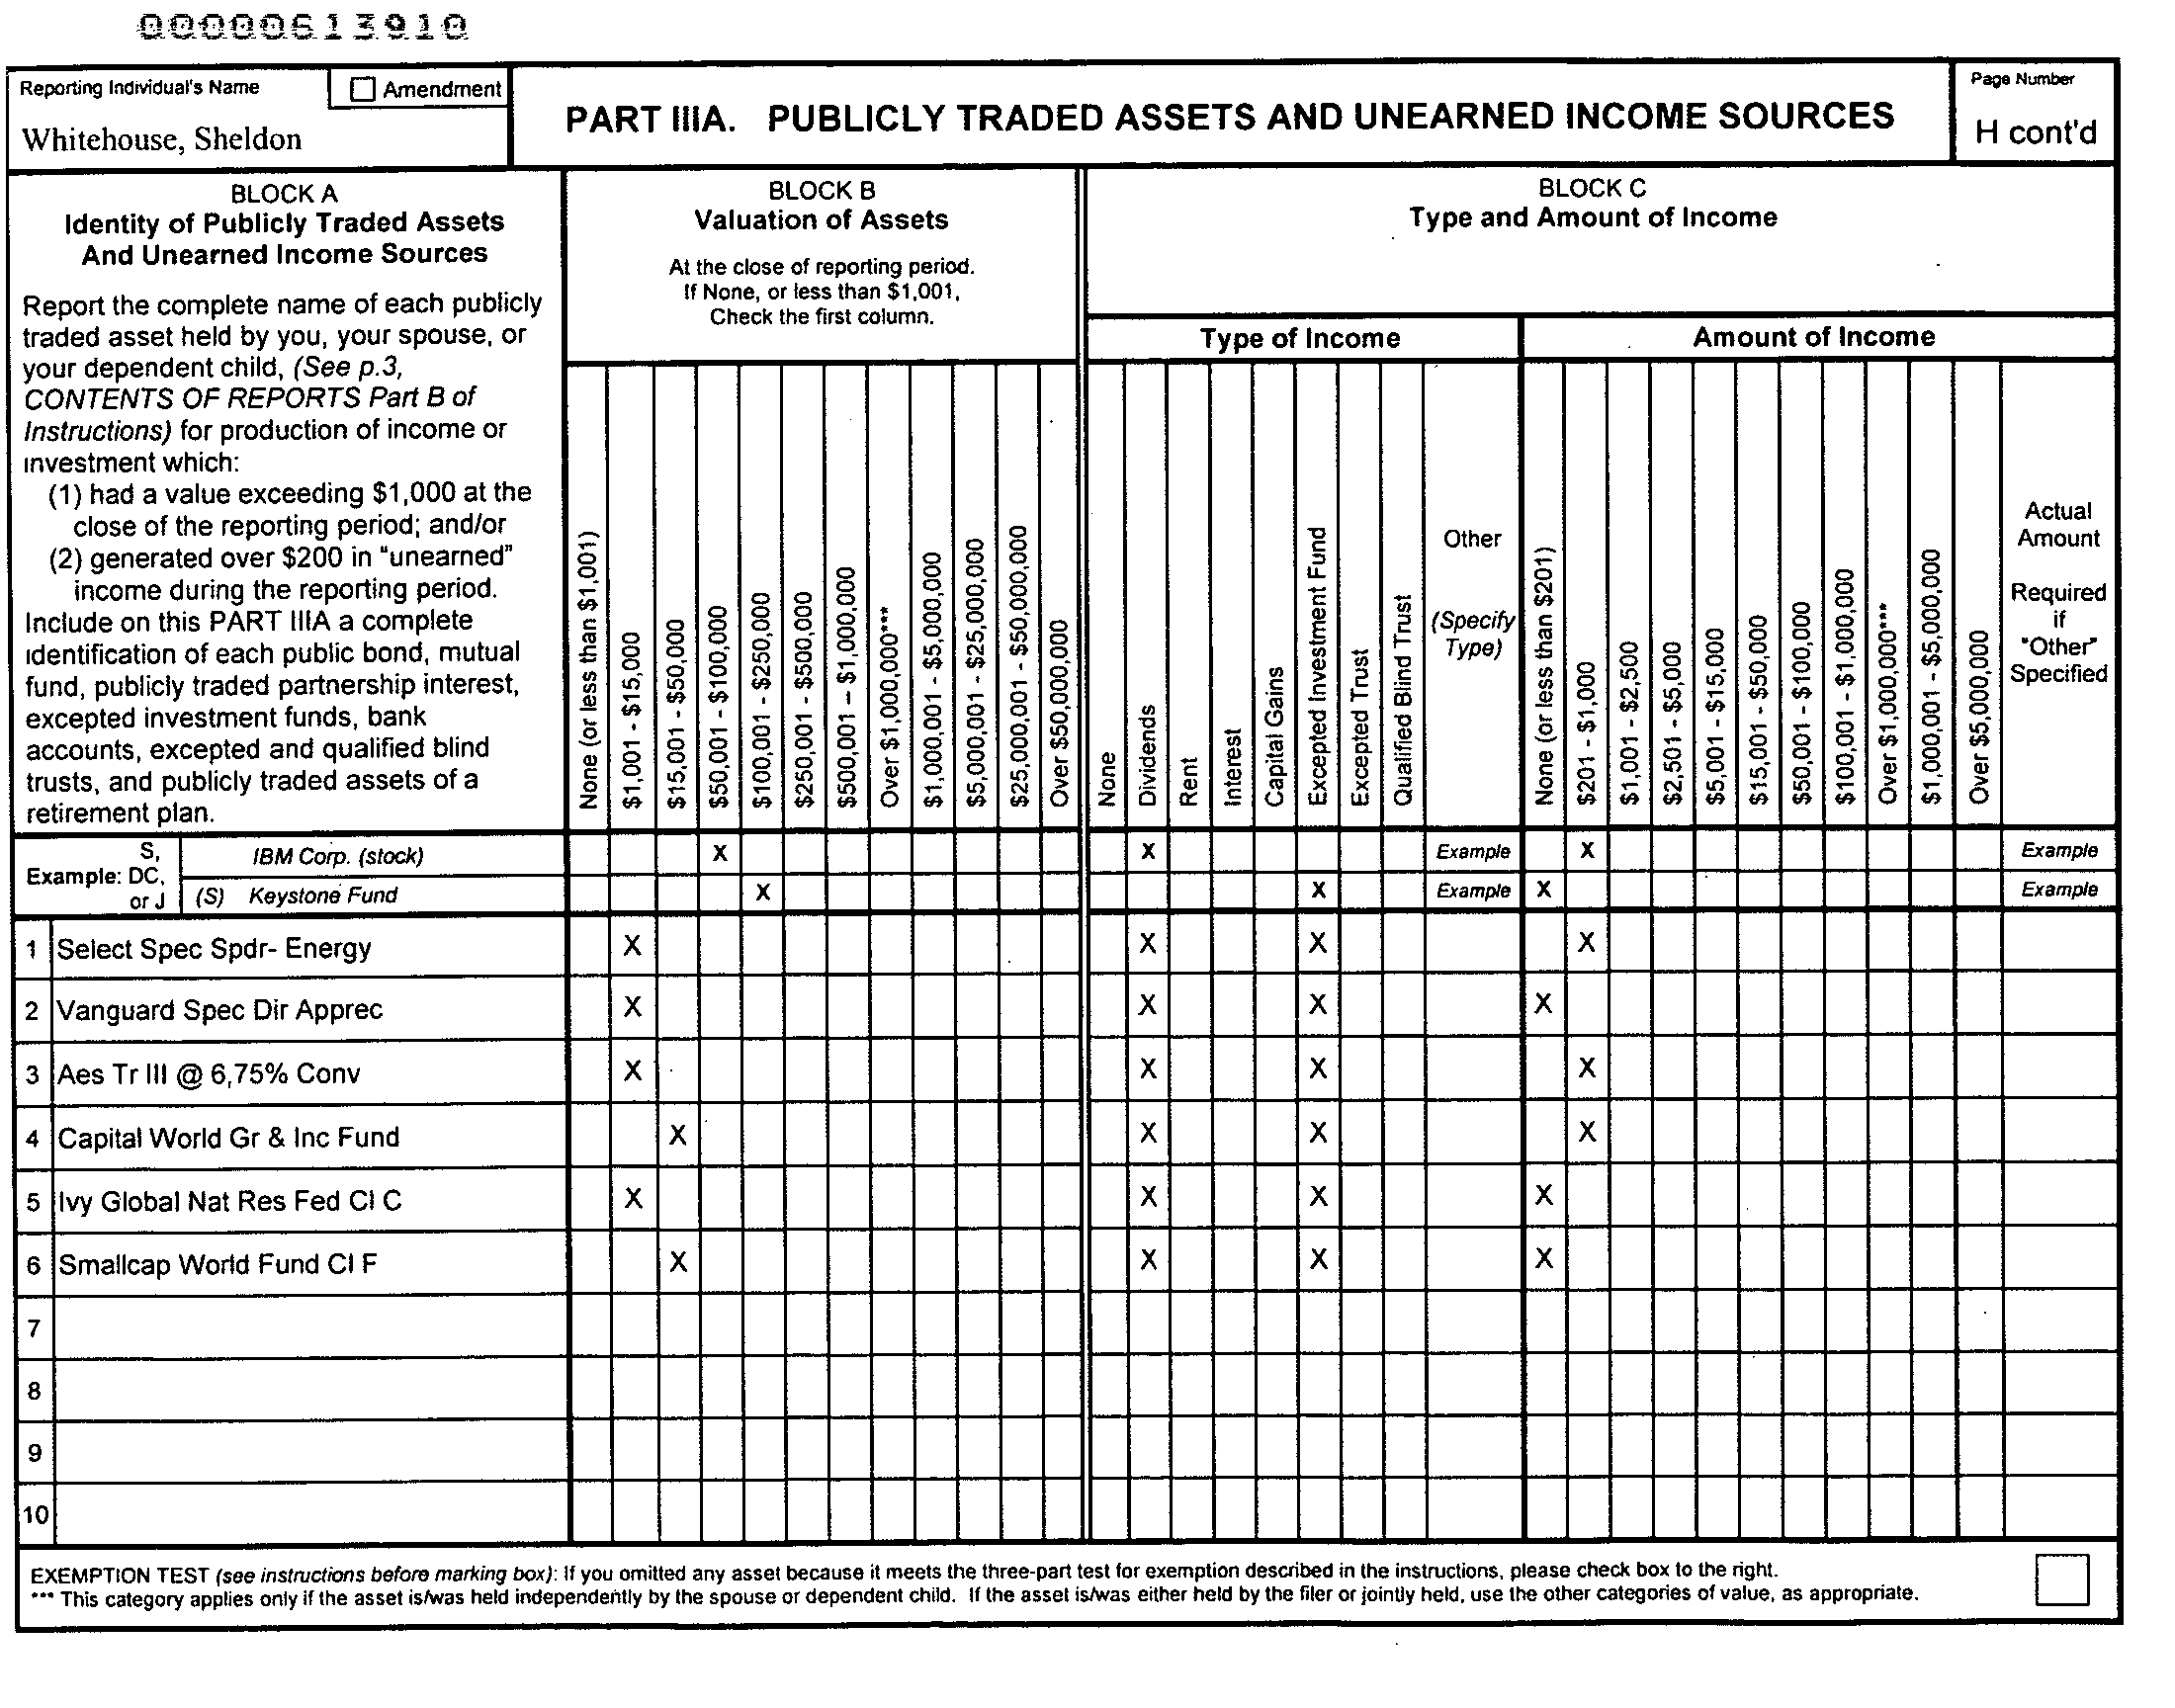 00000613910
Reporting Individual's Name
☐ Amendment
Whitehouse, Sheldon
PART IIIA. PUBLICLY TRADED ASSETS AND UNEARNED INCOME SOURCES
Page Number
H cont'd
BLOCK A
Identity of Publicly Traded Assets
And Unearned Income Sources
Report the complete name of each publicly
traded asset held by you, your spouse, or
your dependent child, (See p.3,
CONTENTS OF REPORTS Part B of
Instructions) for production of income or
investment which:
(1) had a value exceeding $1,000 at the
close of the reporting period; and/or
(2) generated over $200 in "unearned"
income during the reporting period.
Include on this PART IIIA a complete
identification of each public bond, mutual
fund, publicly traded partnership interest,
excepted investment funds, bank
accounts, excepted and qualified blind
trusts, and publicly traded assets of a
retirement plan.
BLOCK B
Valuation of Assets
At the close of reporting period.
If None, or less than $1,001,
Check the first column.
None (or less than $1,001)
$1,001 - $15,000
$15,001 - $50,000
$50,001 - $100,000
$100,001 - $250,000
$250,001 - $500,000
$500,001 – $1,000,000
Over $1,000,000***
$1,000,001 - $5,000,000
$5,000,001 - $25,000,000
$25,000,001 - $50,000,000
Over $50,000,000
BLOCK C
Type and Amount of Income
Type of Income
None
Dividends
Rent
Interest
Capital Gains
Excepted Investment Fund
Excepted Trust
Qualified Blind Trust
Other
(Specify
Type)
Amount of Income
None (or less than $201)
$201 - $1,000
$1,001 - $2,500
$2,501 - $5,000
$5,001 - $15,000
$15,001 - $50,000
$50,001 - $100,000
$100,001 - $1,000,000
Over $1,000,000***
$1,000,001 - $5,000,000
Over $5,000,000
Actual
Amount
Required
if
"Other"
Specified
Example:
S,
DC,
or J
IBM Corp. (stock) X X Example X Example
(S) Keystone Fund X X Example X Example
1 Select Spec Spdr- Energy X X X X
2 Vanguard Spec Dir Apprec X X X X
3 Aes Tr III @ 6,75% Conv X X X X
4 Capital World Gr & Inc Fund X X X X
5 Ivy Global Nat Res Fed Cl C X X X X
6 Smallcap World Fund Cl F X X X X
7
8
9
10
EXEMPTION TEST (see instructions before marking box): If you omitted any asset because it meets the three-part test for exemption described in the instructions, please check box to the right.
*** This category applies only if the asset is/was held independently by the spouse or dependent child. If the asset is/was either held by the filer or jointly held, use the other categories of value, as appropriate.